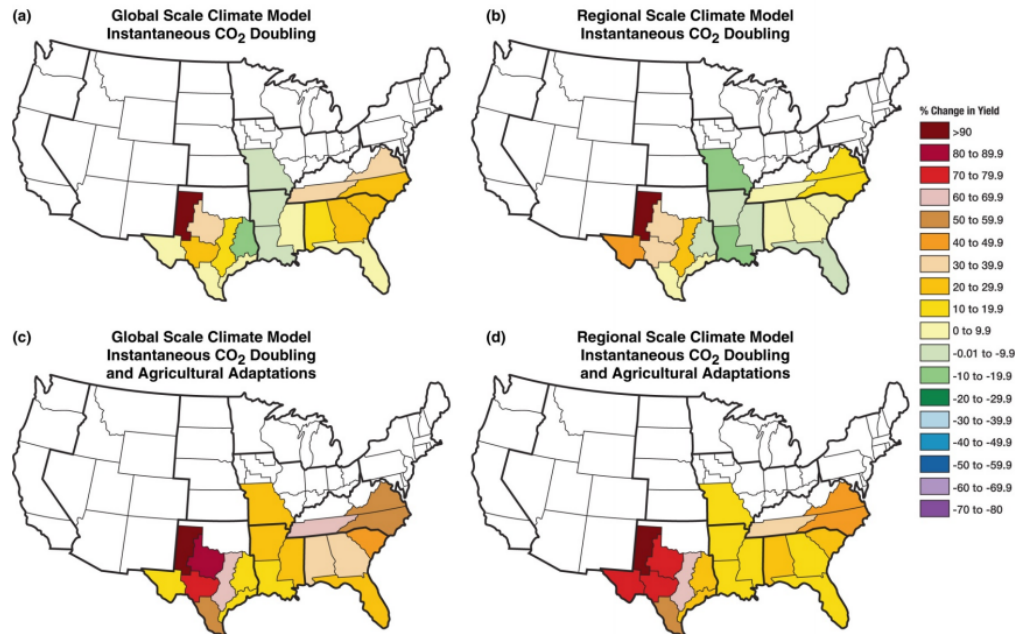 (a)
Global Scale Climate Model
Instantaneous CO2 Doubling
(b)
Regional Scale Climate Model
Instantaneous CO2 Doubling
% Change in Yield
>90
80 to 89.9
70 to 79.9
60 to 69.9
50 to 59.9
40 to 49.9
30 to 39.9
20 to 29.9
10 to 19.9
0 to 9.9
-0.01 to -9.9
-10 to -19.9
-20 to -29.9
-30 to -39.9
-40 to -49.9
-50 to -59.9
-60 to -69.9
-70 to -80
(c)
Global Scale Climate Model
Instantaneous CO2 Doubling
and Agricultural Adaptations
(d)
Regional Scale Climate Model
Instantaneous CO2 Doubling
and Agricultural Adaptations